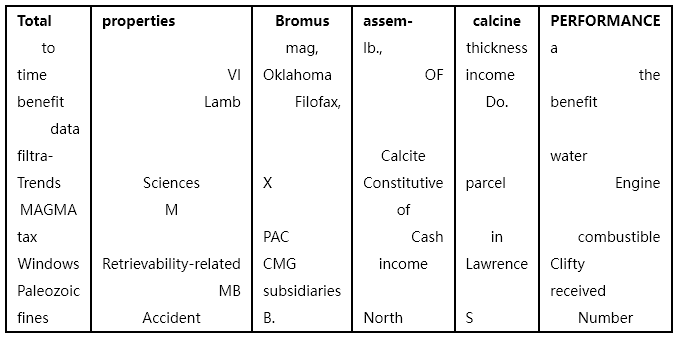 Total properties Bromus assem- calcine PERFORMANCE
to mag, lb., thickness a
time VI Oklahoma OF income the
benefit Lamb Filofax, Do. benefit
data
filtra- Calcite water
Trends Sciences X Constitutive parcel Engine
MAGMA M of
tax PAC Cash in combustible
Windows Retrievability-related CMG income Lawrence Clifty
Paleozoic MB subsidiaries received
fines Accident B. North S Number